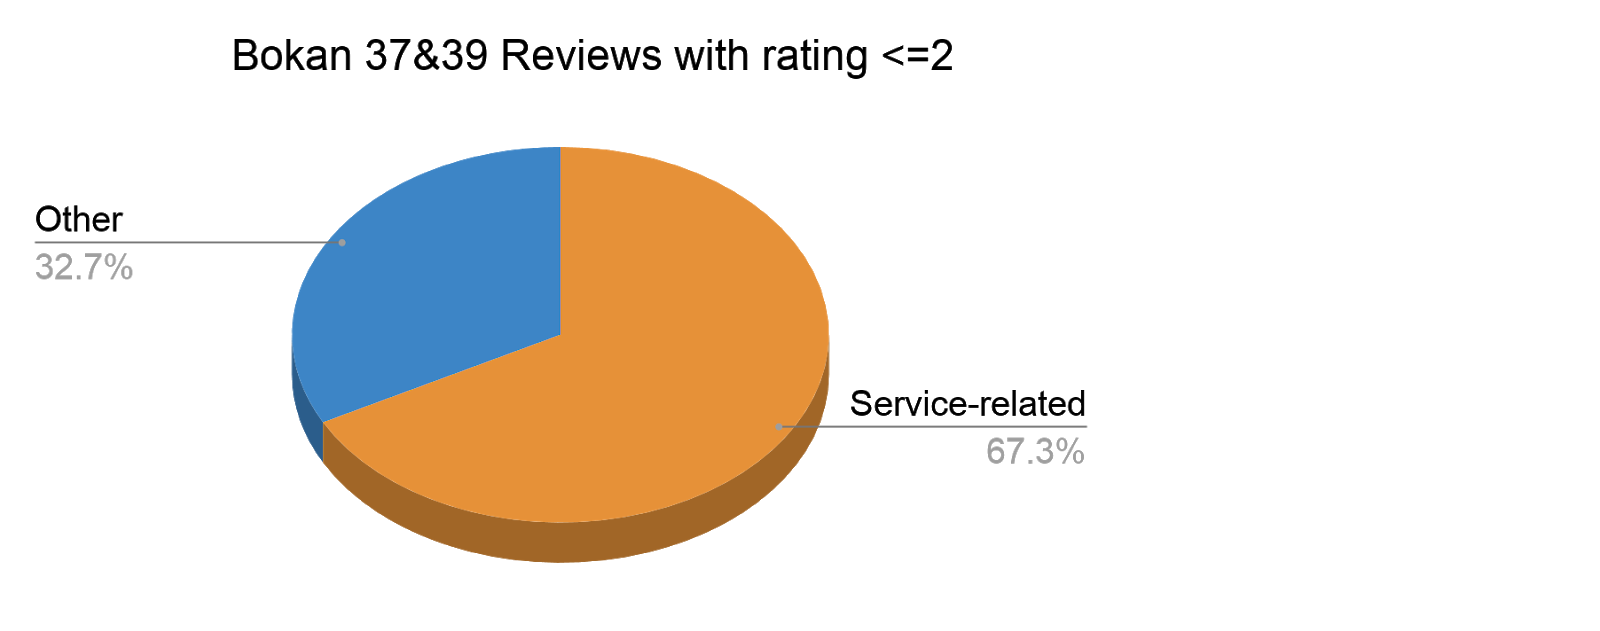 Bokan 37&39 Reviews with rating <=2
Other
32.7%
Service-related
67.3%